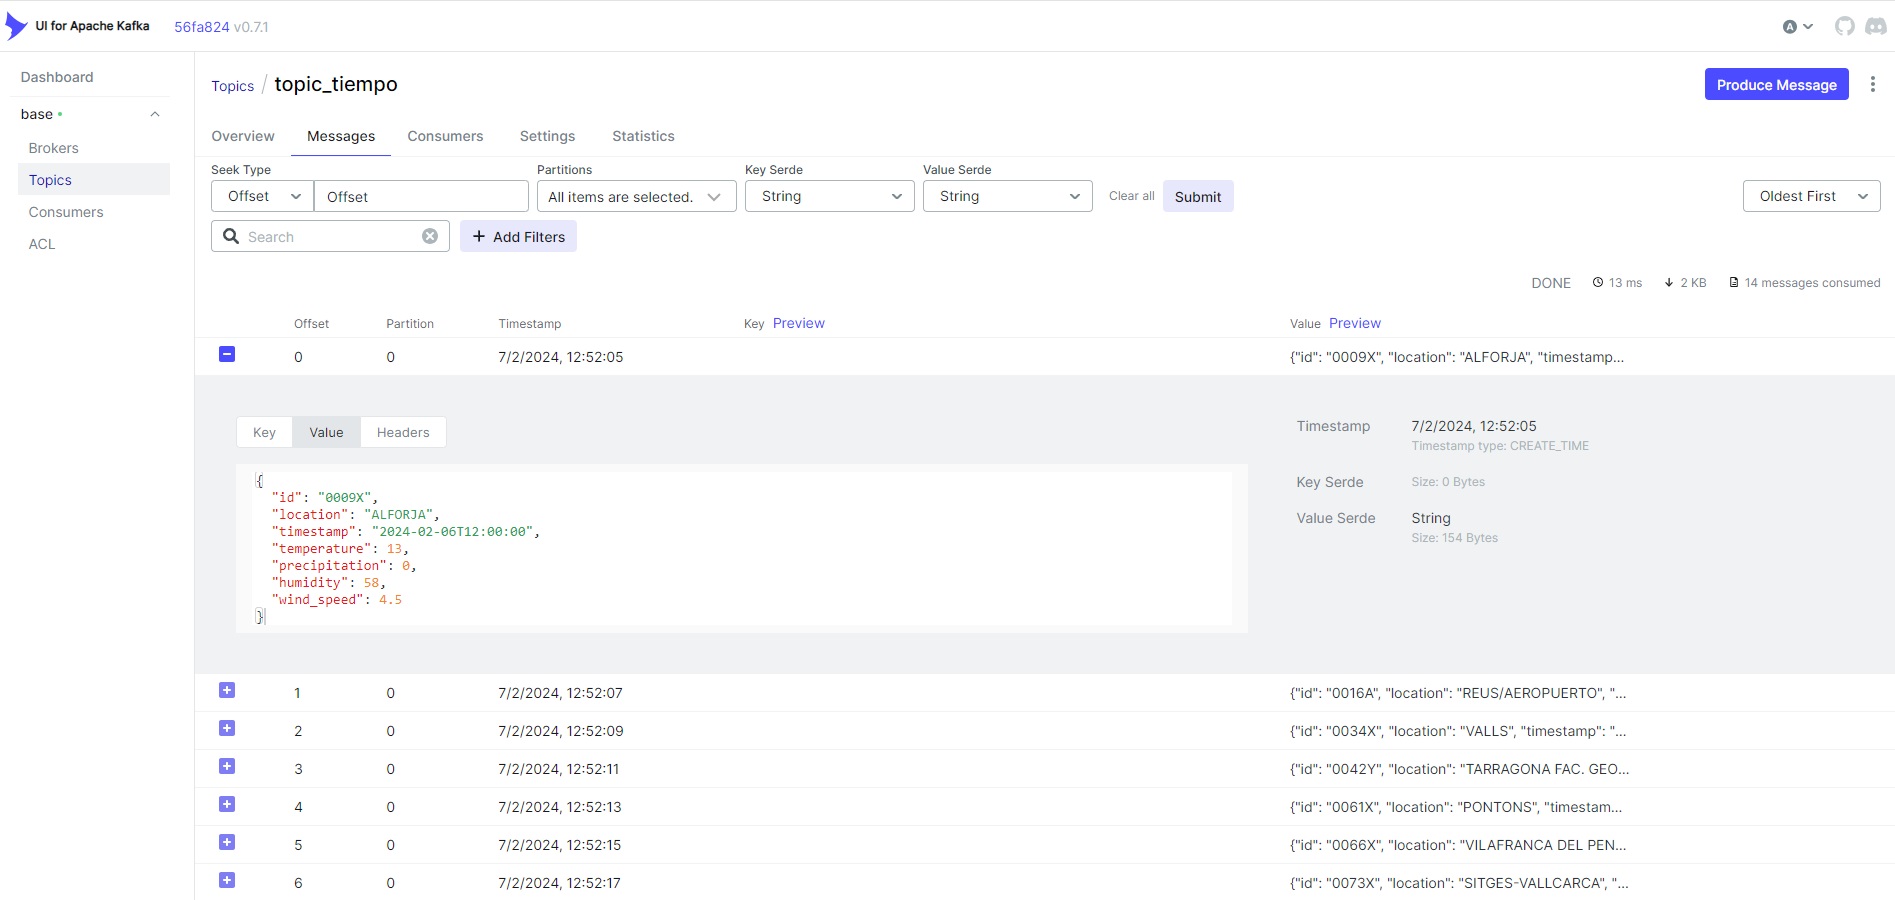 UI for Apache Kafka 56fa824 v0.7.1 A
Dashboard
base
Brokers
Topics
Consumers
ACL
Topics / topic_tiempo Produce Message
Overview Messages Consumers Settings Statistics
Seek Type Partitions Key Serde Value Serde
Offset Offset All items are selected. String String Clear all Submit Oldest First
Search + Add Filters
DONE 13 ms 2 KB 14 messages consumed
Offset Partition Timestamp Key Preview Value Preview
0 0 7/2/2024, 12:52:05 {"id": "0009X", "location": "ALFORJA", "timestamp...
Key Value Headers
{
"id": "0009X",
"location": "ALFORJA",
"timestamp": "2024-02-06T12:00:00",
"temperature": 13,
"precipitation": 0,
"humidity": 58,
"wind_speed": 4.5
}
Timestamp 7/2/2024, 12:52:05
Timestamp type: CREATE_TIME
Key Serde Size: 0 Bytes
Value Serde String
Size: 154 Bytes
1 0 7/2/2024, 12:52:07 {"id": "0016A", "location": "REUS/AEROPUERTO", "...
2 0 7/2/2024, 12:52:09 {"id": "0034X", "location": "VALLS", "timestamp": "...
3 0 7/2/2024, 12:52:11 {"id": "0042Y", "location": "TARRAGONA FAC. GEO...
4 0 7/2/2024, 12:52:13 {"id": "0061X", "location": "PONTONS", "timestam...
5 0 7/2/2024, 12:52:15 {"id": "0066X", "location": "VILAFRANCA DEL PEN...
6 0 7/2/2024, 12:52:17 {"id": "0073X", "location": "SITGES-VALLCARCA", "...